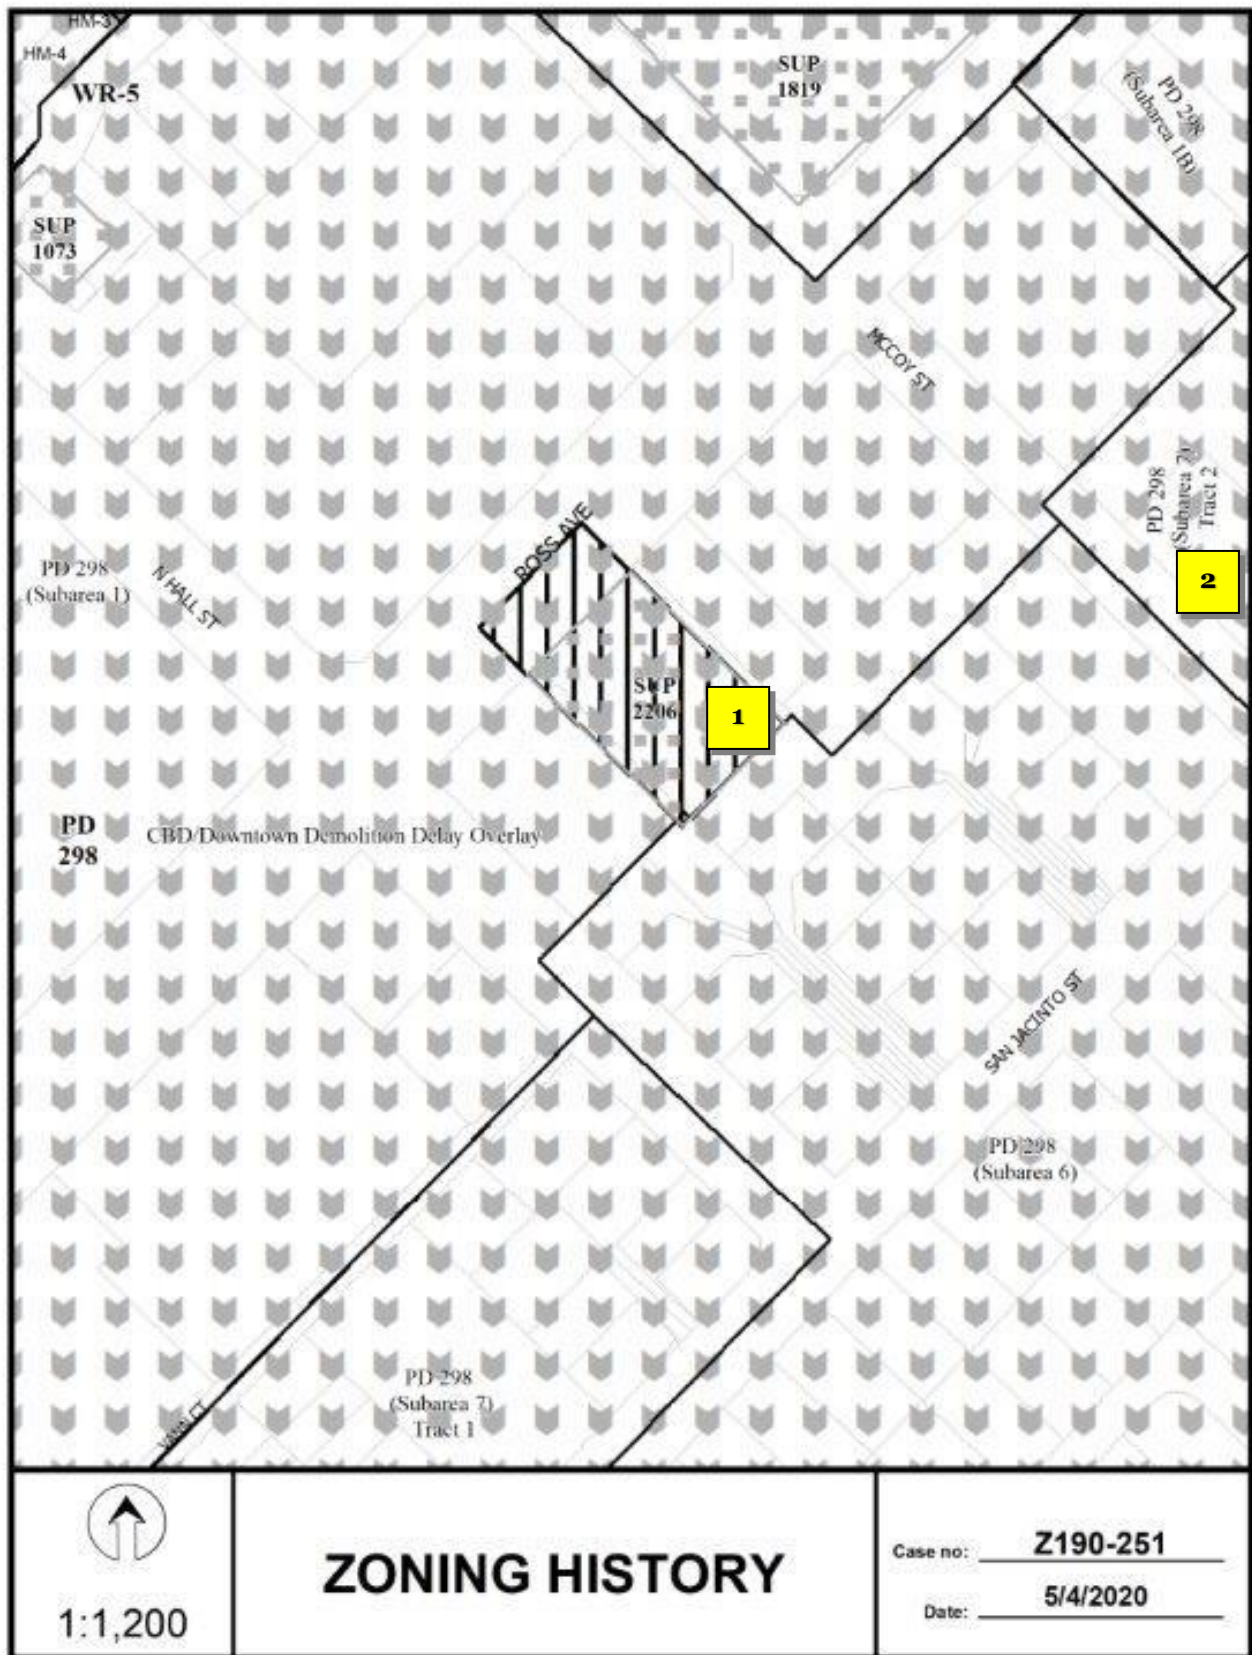 HM-3
HM-4
WR-5
SUP
1819
PD 298
(Subarea 1B)
SUP
1073
MCCOY ST
PD 298
(Subarea 7)
Tract 2
2
ROSS AVE
PD 298
(Subarea 1)
N HALL ST
SUP
2206
1
PD
298
CBD/Downtown Demolition Delay Overlay
SAN JACINTO ST
PD 298
(Subarea 6)
PD 298
(Subarea 7)
Tract 1
1:1,200
ZONING HISTORY
Case no: Z190-251
Date: 5/4/2020